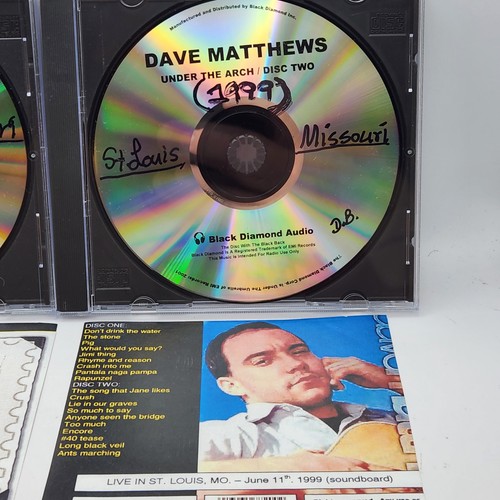 Manufactured and Distributed by Black Diamond Inc.
DAVE MATTHEWS
UNDER THE ARCH / DISC TWO
(1999)
St Louis, Missouri
Black Diamond Audio
The Disc With The Black Back
Black Diamond Is A Registered Trademark of EMI Records
This Music Is Intended For Radio Use Only
D.B.
DISC ONE:
Don't drink the water
The stone
Pig
What would you say?
Jimi thing
Rhyme and reason
Crash into me
Pantala naga pampa
Rapunzel
DISC TWO:
The song that Jane likes
Crush
Lie in our graves
So much to say
Anyone seen the bridge
Too much
Encore
#40 tease
Long black veil
Ants marching
LIVE IN ST. LOUIS, MO. – June 11th. 1999 (soundboard)